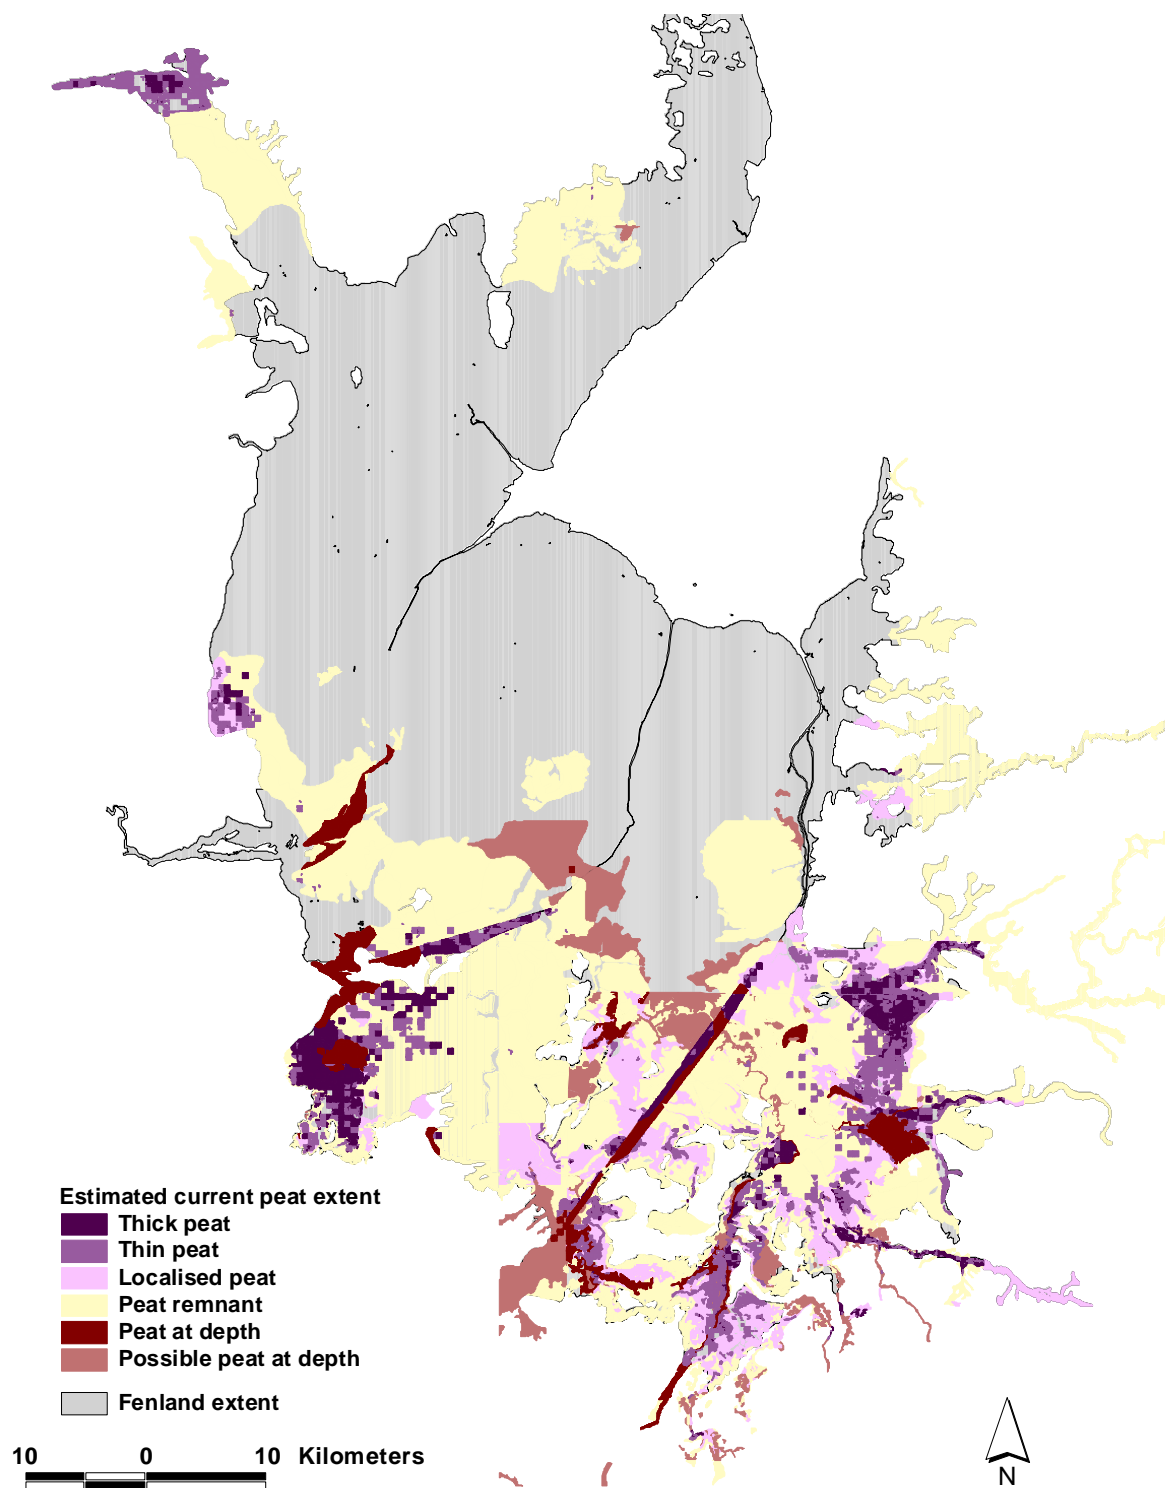 Estimated current peat extent
Thick peat
Thin peat
Localised peat
Peat remnant
Peat at depth
Possible peat at depth
Fenland extent
10 0 10 Kilometers
N